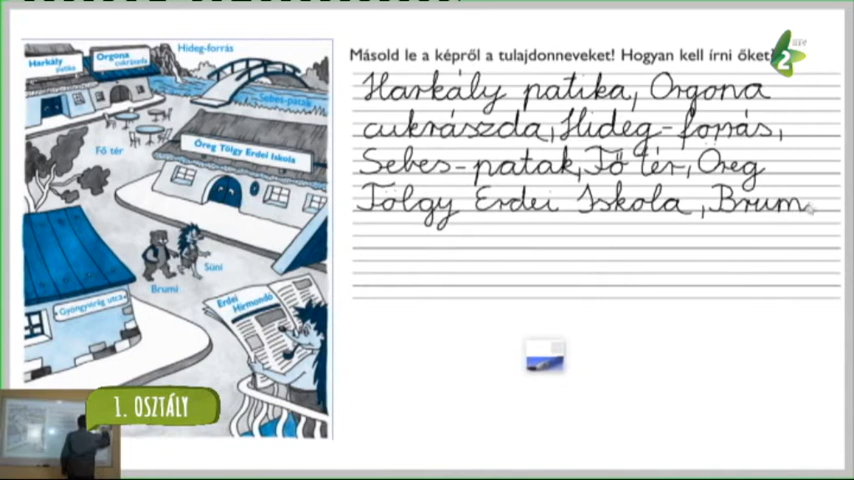 Hideg-forrás
Harkály
patika
Orgona
cukrászda
Sebes-patak
Öreg Tölgy Erdei Iskola
Fő tér
Süni
Brumi
Gyöngyvirág utca
Erdei
Hírmondó
Másold le a képről a tulajdonneveket! Hogyan kell írni őket?
2
Harkály patika, Orgona
cukrászda, Hideg-forrás,
Sebes-patak, Fő tér, Öreg
Tölgy Erdei Iskola, Brum
1. OSZTÁLY